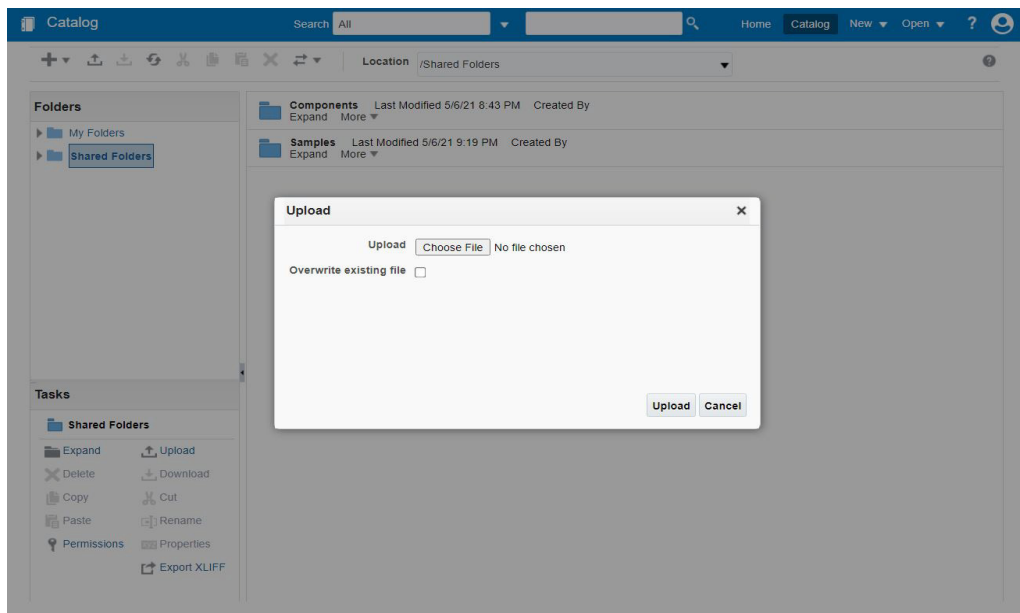 Catalog
Search All
Home Catalog New Open ?
Location /Shared Folders
?
Folders
My Folders
Shared Folders
Components Last Modified 5/6/21 8:43 PM Created By
Expand More
Samples Last Modified 5/6/21 9:19 PM Created By
Expand More
Upload
Upload Choose File No file chosen
Overwrite existing file
Upload Cancel
Tasks
Shared Folders
Expand Upload
Delete Download
Copy Cut
Paste Rename
Permissions Properties
Export XLIFF